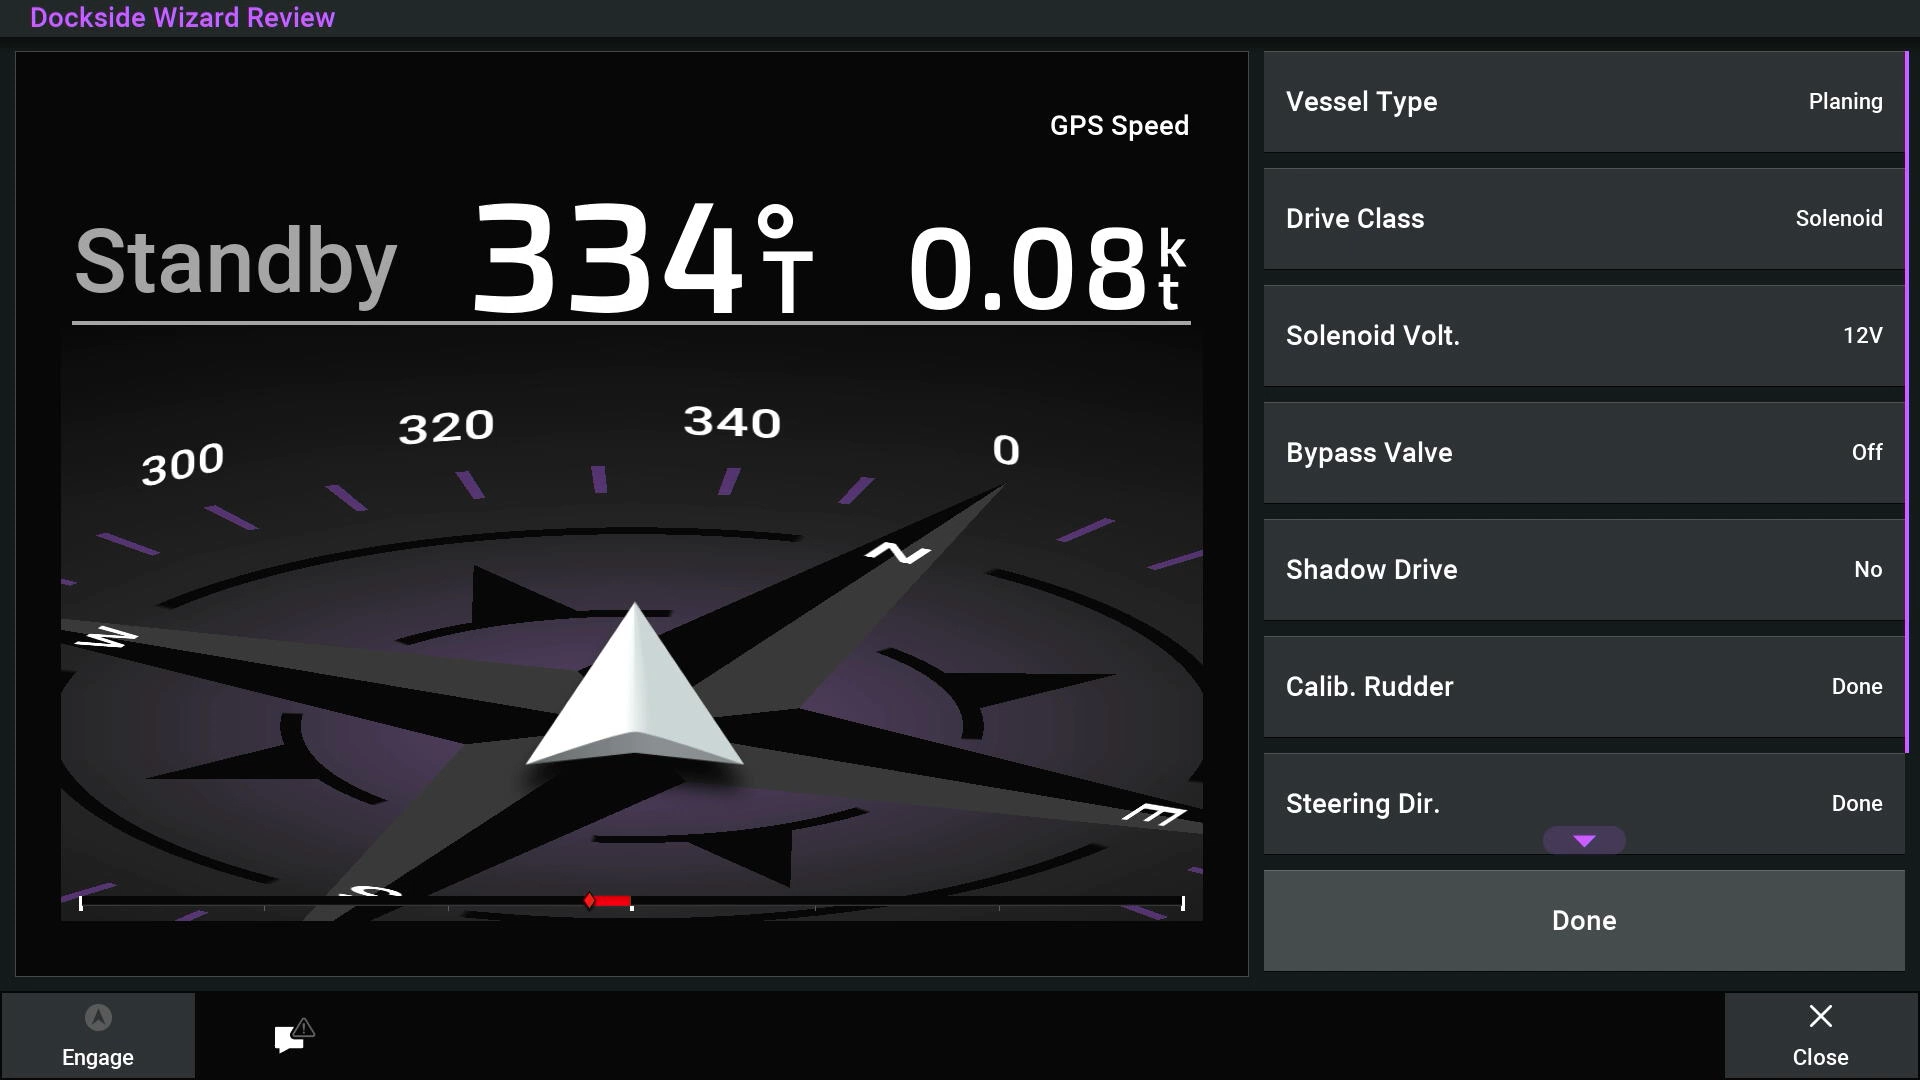 Dockside Wizard Review
GPS Speed
Standby
334°T
0.08kt
300
320
340
0
N
W
E
S
Vessel Type
Planing
Drive Class
Solenoid
Solenoid Volt.
12V
Bypass Valve
Off
Shadow Drive
No
Calib. Rudder
Done
Steering Dir.
Done
Done
Engage
Close